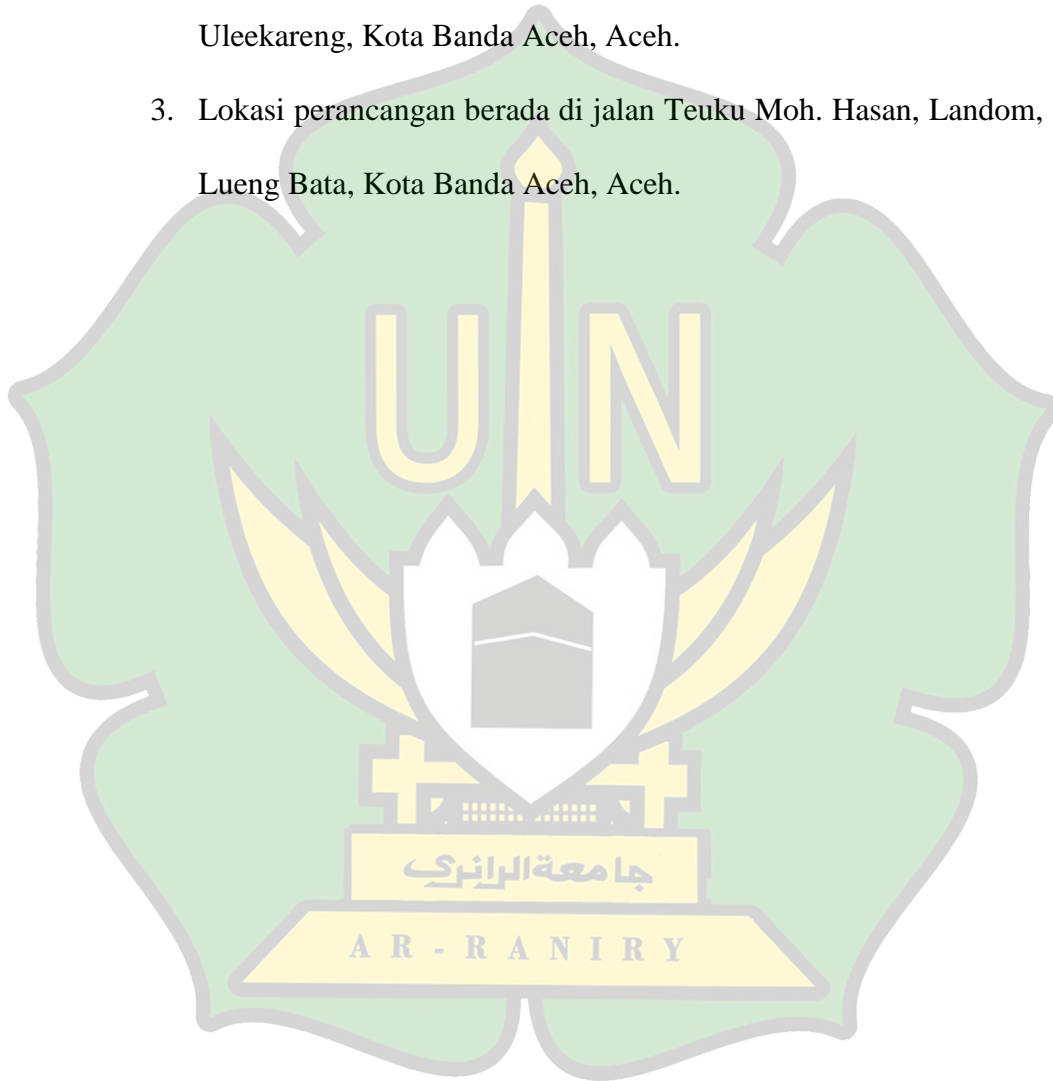 Uleekareng, Kota Banda Aceh, Aceh.
3. Lokasi perancangan berada di jalan Teuku Moh. Hasan, Landom,
Lueng Bata, Kota Banda Aceh, Aceh.
U I N
جامعة الرانري
AR-RANIRY